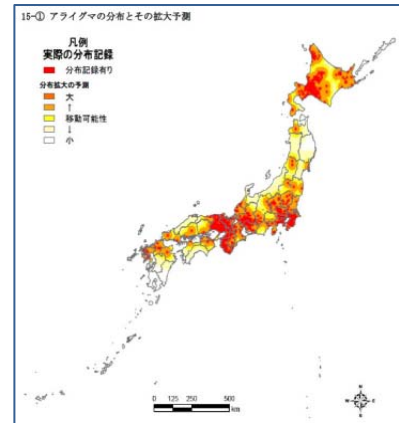 15-① アライグマの分布とその拡大予測
凡例
実際の分布記録
分布記録有り
分布拡大の予測
大
↑
移動可能性
↓
小
0 125 250 500
km
N
W E
S